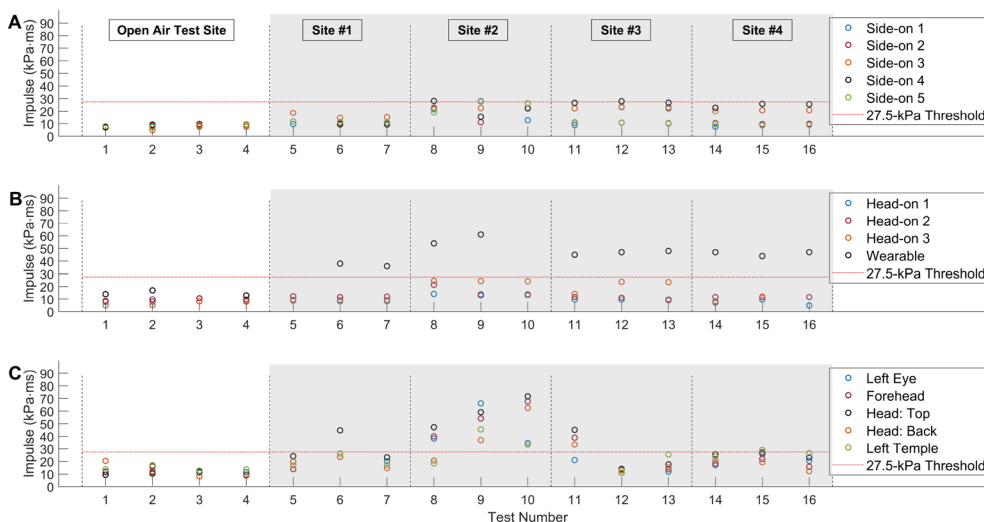 A
Impulse (kPa·ms)
90
80
70
60
50
40
30
20
10
0
Open Air Test Site
Site #1
Site #2
Site #3
Site #4
1 2 3 4 5 6 7 8 9 10 11 12 13 14 15 16
Side-on 1
Side-on 2
Side-on 3
Side-on 4
Side-on 5
27.5-kPa Threshold
B
Impulse (kPa·ms)
90
80
70
60
50
40
30
20
10
0
1 2 3 4 5 6 7 8 9 10 11 12 13 14 15 16
Head-on 1
Head-on 2
Head-on 3
Wearable
27.5-kPa Threshold
C
Impulse (kPa·ms)
90
80
70
60
50
40
30
20
10
0
1 2 3 4 5 6 7 8 9 10 11 12 13 14 15 16
Test Number
Left Eye
Forehead
Head: Top
Head: Back
Left Temple
27.5-kPa Threshold